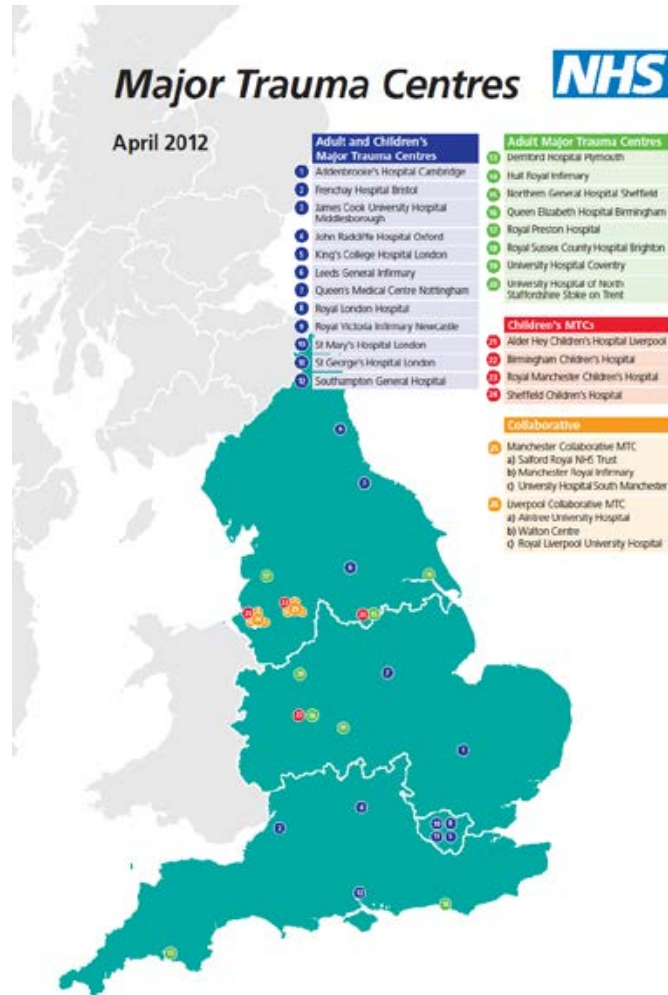 Major Trauma Centres
NHS
April 2012
Adult and Children's
Major Trauma Centres
1 Addenbrooke's Hospital Cambridge
2 Frenchay Hospital Bristol
3 James Cook University Hospital
Middlesborough
4 John Radcliffe Hospital Oxford
5 King's College Hospital London
6 Leeds General Infirmary
7 Queen's Medical Centre Nottingham
8 Royal London Hospital
9 Royal Victoria Infirmary Newcastle
10 St Mary's Hospital London
11 St George's Hospital London
12 Southampton General Hospital
Adult Major Trauma Centres
13 Derriford Hospital Plymouth
14 Hull Royal Infirmary
15 Northern General Hospital Sheffield
16 Queen Elizabeth Hospital Birmingham
17 Royal Preston Hospital
18 Royal Sussex County Hospital Brighton
19 University Hospital Coventry
20 University Hospital of North
Staffordshire Stoke on Trent
Children's MTCs
21 Alder Hey Children's Hospital Liverpool
22 Birmingham Children's Hospital
23 Royal Manchester Children's Hospital
24 Sheffield Children's Hospital
Collaborative
25 Manchester Collaborative MTC
a) Salford Royal NHS Trust
b) Manchester Royal Infirmary
c) University Hospital South Manchester
26 Liverpool Collaborative MTC
a) Aintree University Hospital
b) Walton Centre
c) Royal Liverpool University Hospital